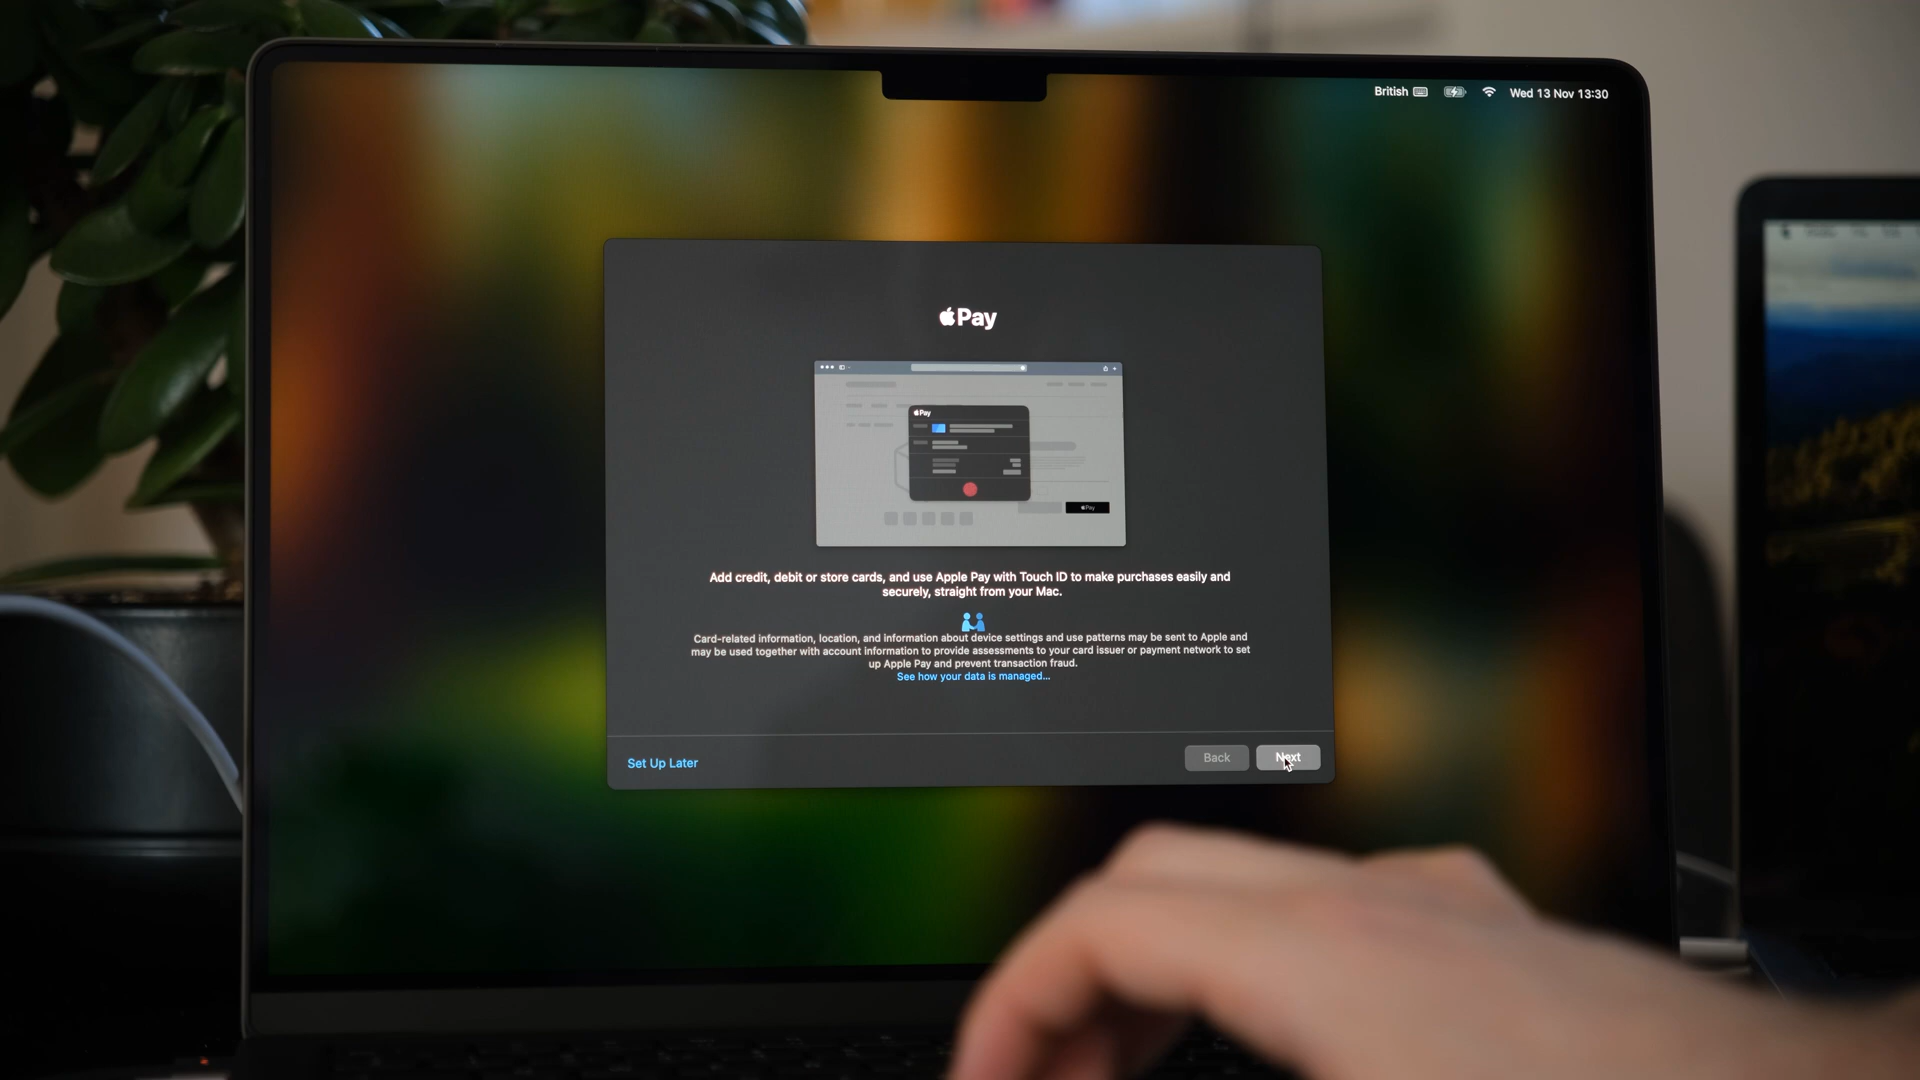 British Wed 13 Nov 13:30
Pay
Pay
Pay
Add credit, debit or store cards, and use Apple Pay with Touch ID to make purchases easily and
securely, straight from your Mac.
Card-related information, location, and information about device settings and use patterns may be sent to Apple and
may be used together with account information to provide assessments to your card issuer or payment network to set
up Apple Pay and prevent transaction fraud.
See how your data is managed...
Set Up Later
Back
Next